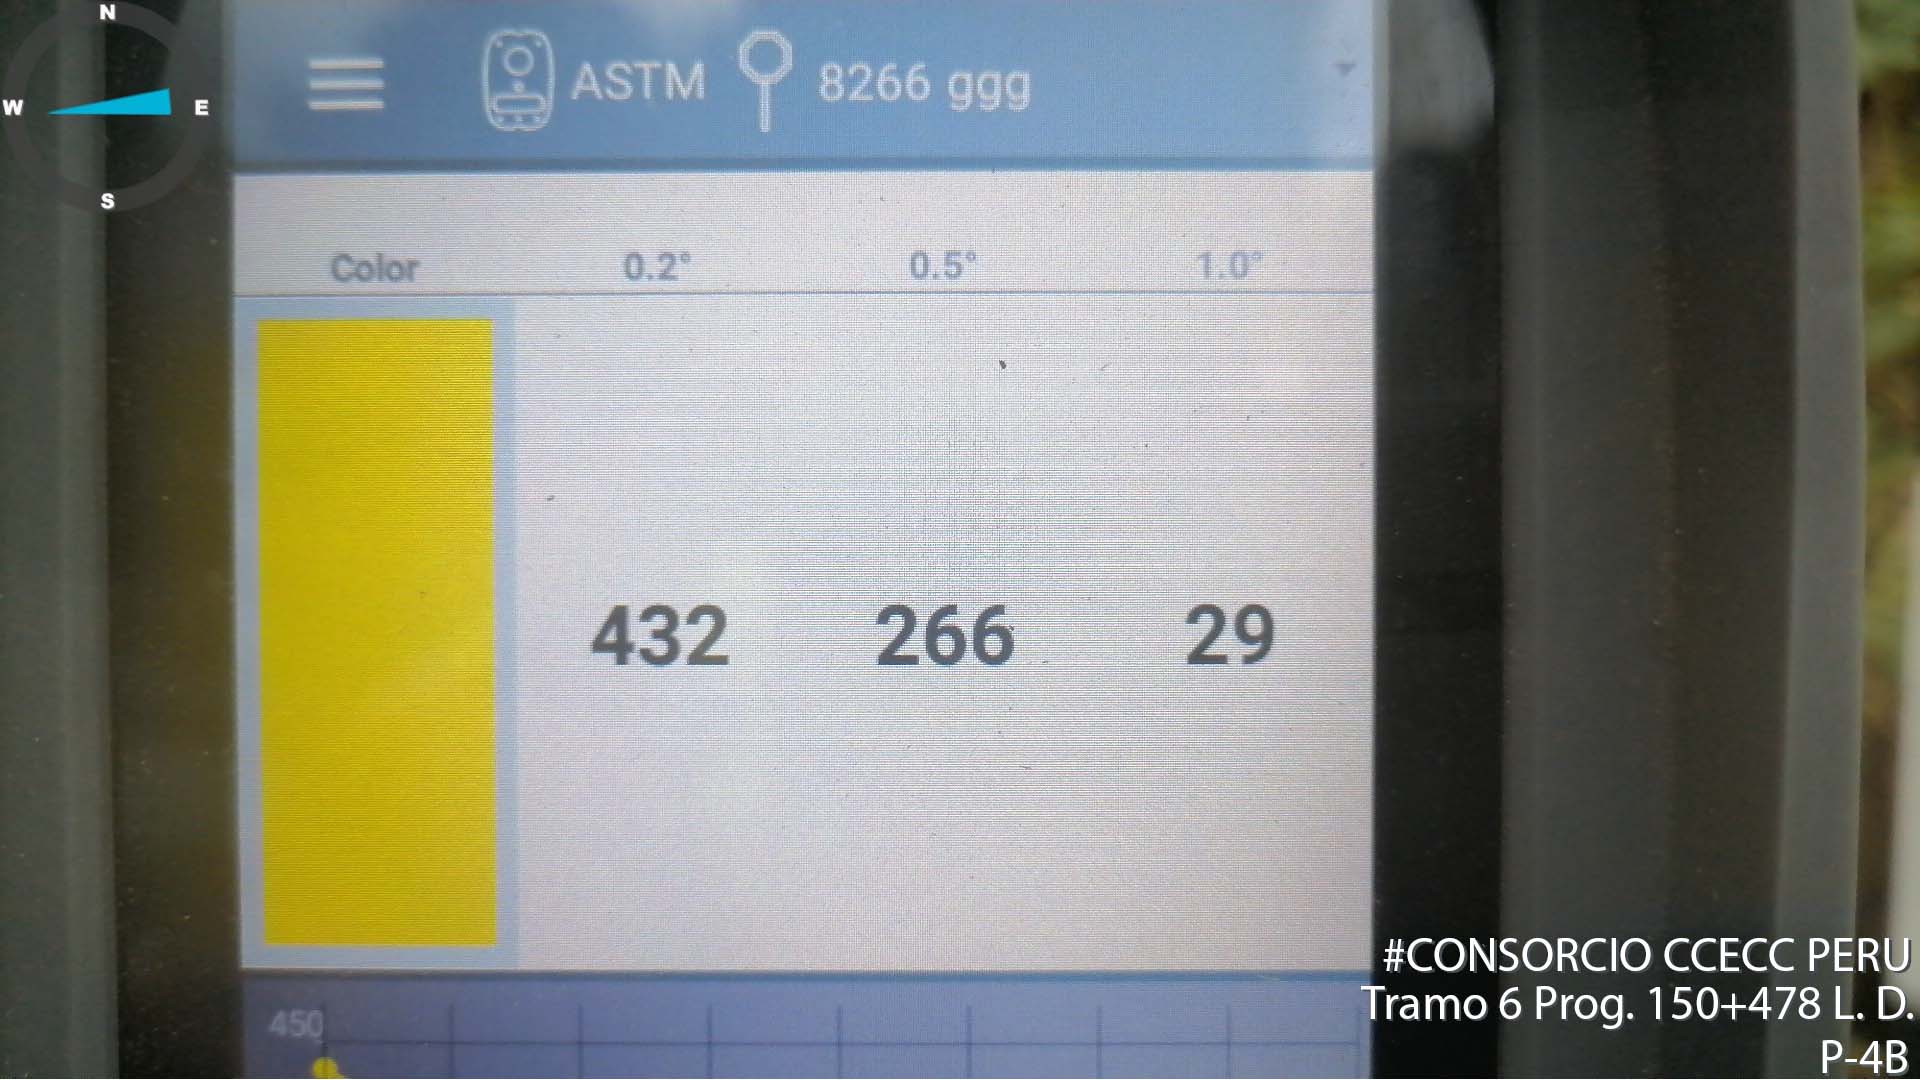 N
W E
S
ASTM 8266 ggg
Color 0.2° 0.5° 1.0°
432 266 29
450
#CONSORCIO CCECC PERU
Tramo 6 Prog. 150+478 L. D.
P-4B